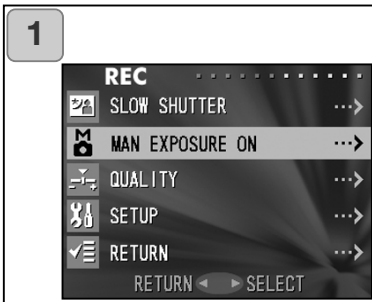 1
REC
SLOW SHUTTER
M MAN EXPOSURE ON
QUALITY
SETUP
RETURN
RETURN SELECT